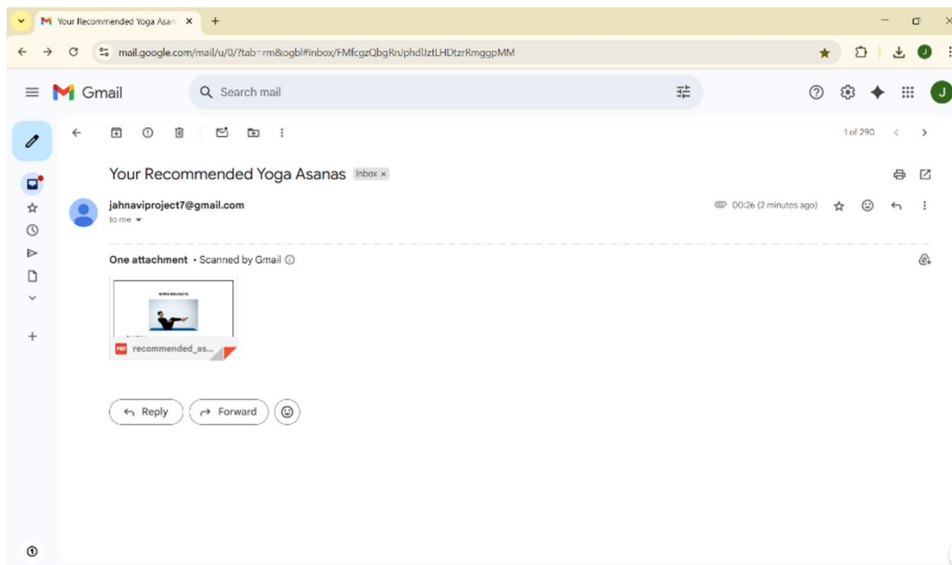 Your Recommended Yoga Asan
mail.google.com/mail/u/0/?tab=rm&ogbl#inbox/FMfcgzQbgRnJphdlJztLHDtzrRmggpMM
J
Gmail
Search mail
J
1 of 290
Your Recommended Yoga Asanas Inbox x
jahnaviproject7@gmail.com
00:26 (2 minutes ago)
to me
One attachment • Scanned by Gmail
PDF recommended_as...
Reply
Forward